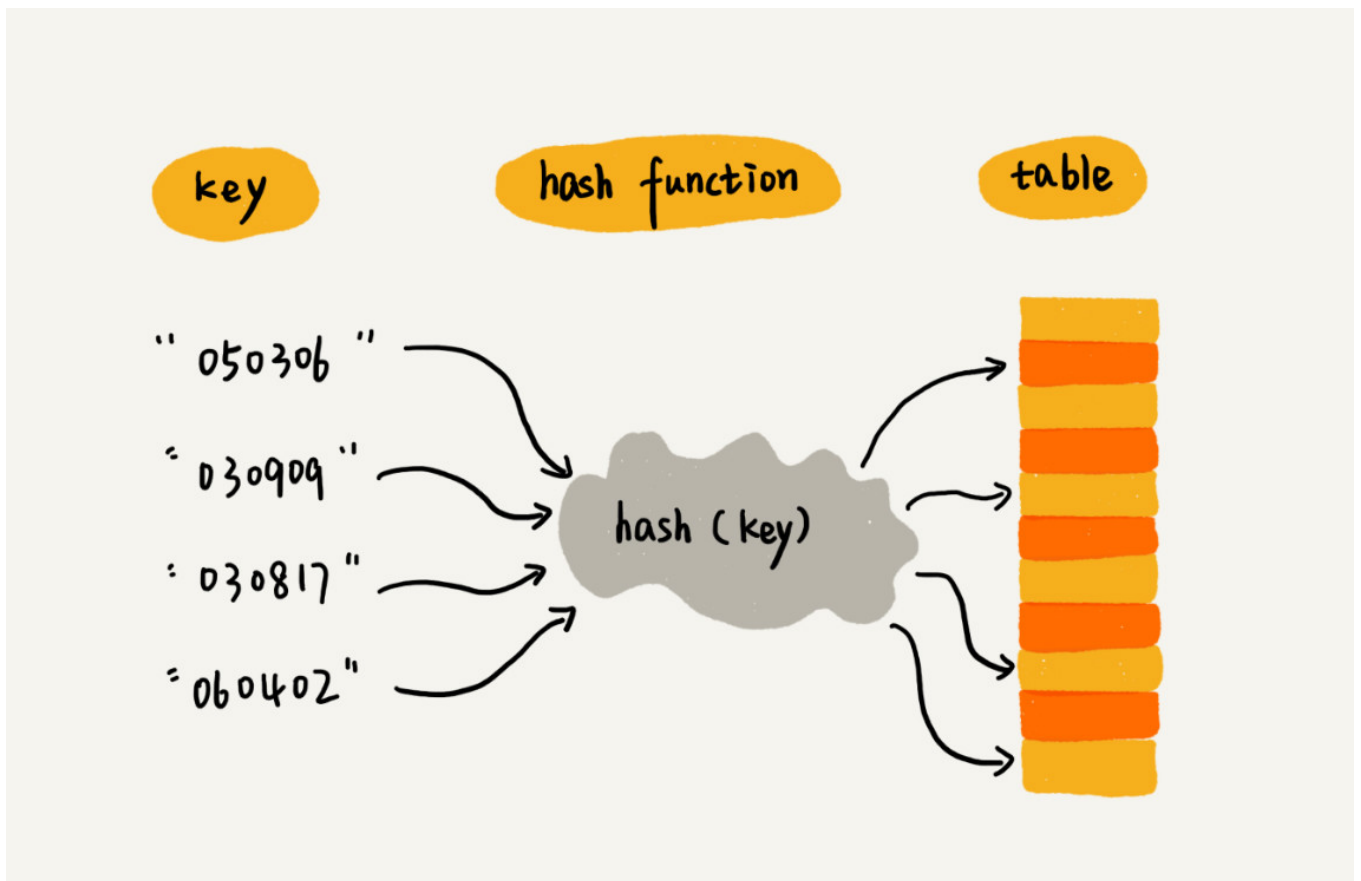 key
hash function
table
" 050306 "
" 030909 "
" 030817 "
" 060402 "
hash (key)